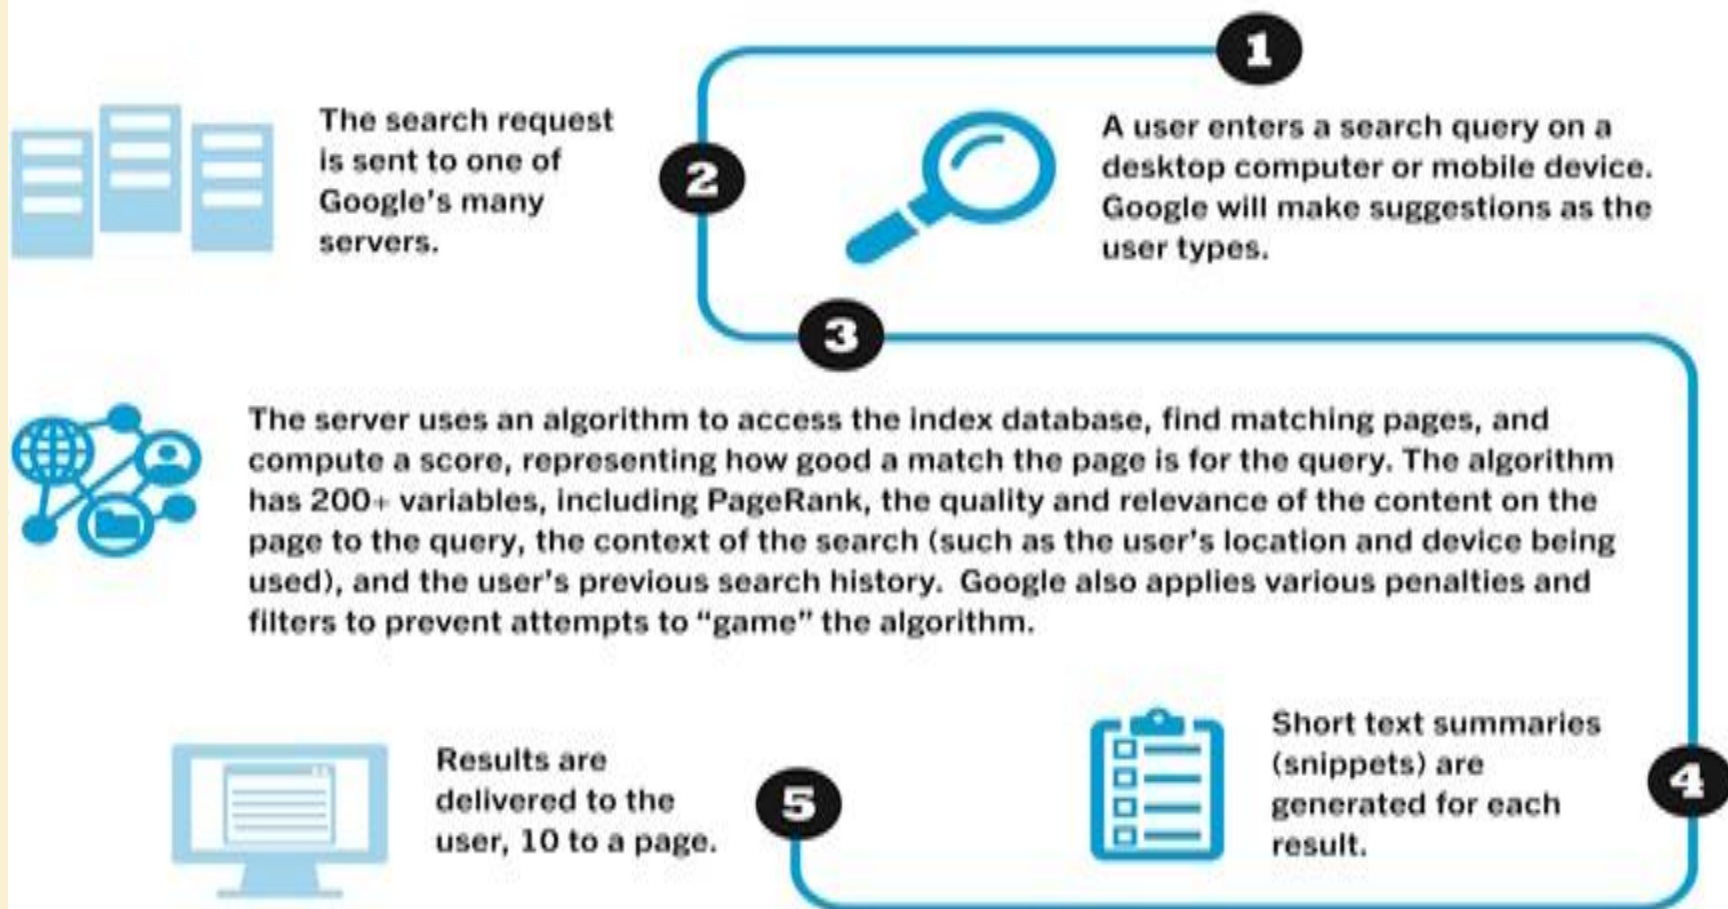 1
A user enters a search query on a
desktop computer or mobile device.
Google will make suggestions as the
user types.
2
The search request
is sent to one of
Google's many
servers.
3
The server uses an algorithm to access the index database, find matching pages, and
compute a score, representing how good a match the page is for the query. The algorithm
has 200+ variables, including PageRank, the quality and relevance of the content on the
page to the query, the context of the search (such as the user's location and device being
used), and the user's previous search history. Google also applies various penalties and
filters to prevent attempts to “game” the algorithm.
4
Short text summaries
(snippets) are
generated for each
result.
5
Results are
delivered to the
user, 10 to a page.